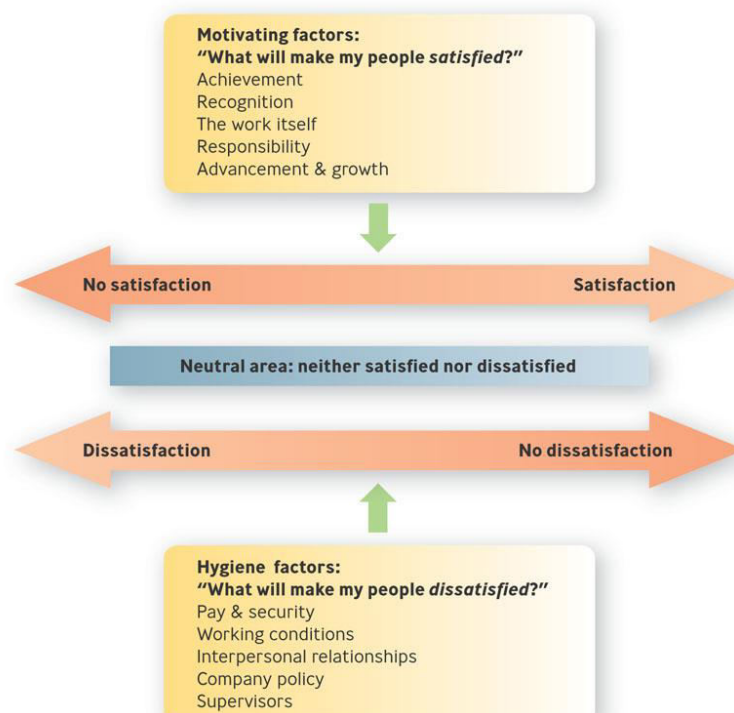 Motivating factors:
“What will make my people satisfied?”
Achievement
Recognition
The work itself
Responsibility
Advancement & growth
No satisfaction
Satisfaction
Neutral area: neither satisfied nor dissatisfied
Dissatisfaction
No dissatisfaction
Hygiene factors:
“What will make my people dissatisfied?”
Pay & security
Working conditions
Interpersonal relationships
Company policy
Supervisors